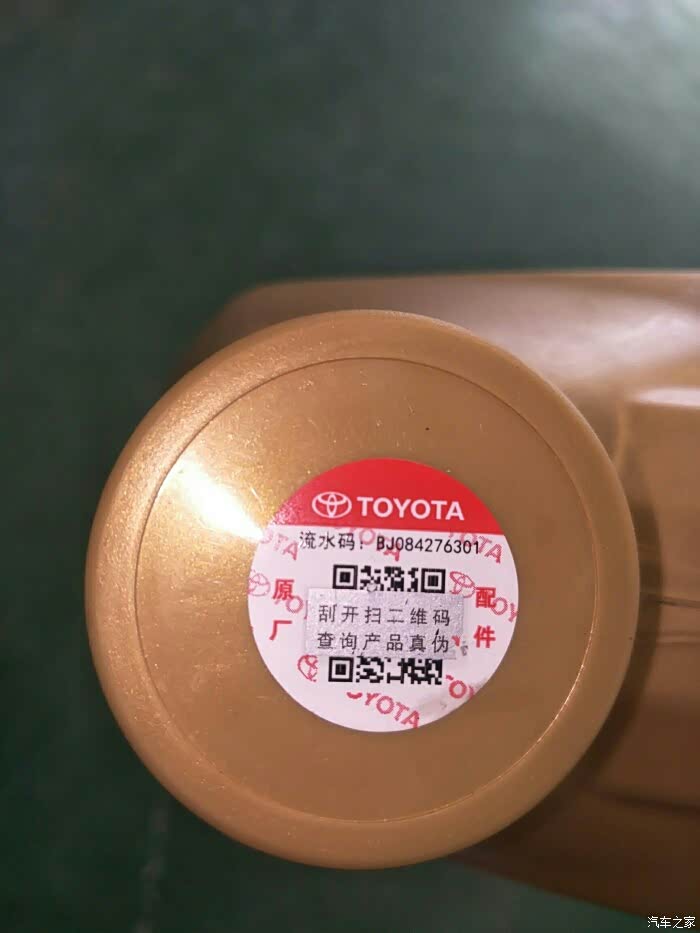 TOYOTA
流水码：BJ084276301
原厂
配件
刮开扫二维码
查询产品真伪
TOYOTA
汽车之家